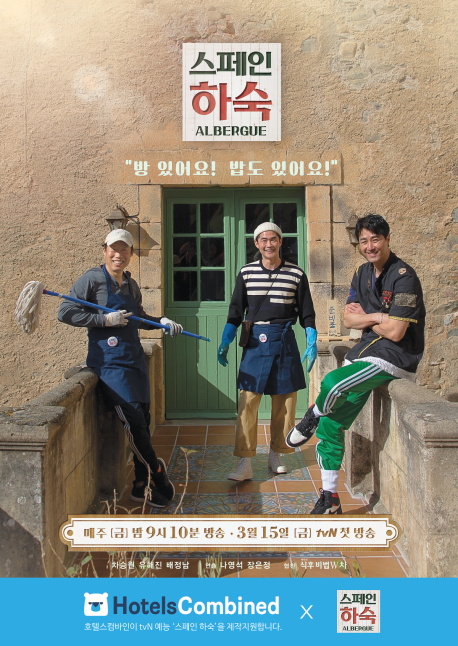 스페인
하숙
ALBERGUE
"방 있어요! 밥도 있어요!"
매주 [금] 밤 9시 10분 방송 · 3월 15일 [금] tvN 첫 방송
차승원 유해진 배정남 연출 나영석 장은정
HotelsCombined X 스페인
하숙
ALBERGUE
호텔스컴바인이 tvN 예능 '스페인 하숙'을 제작지원합니다.